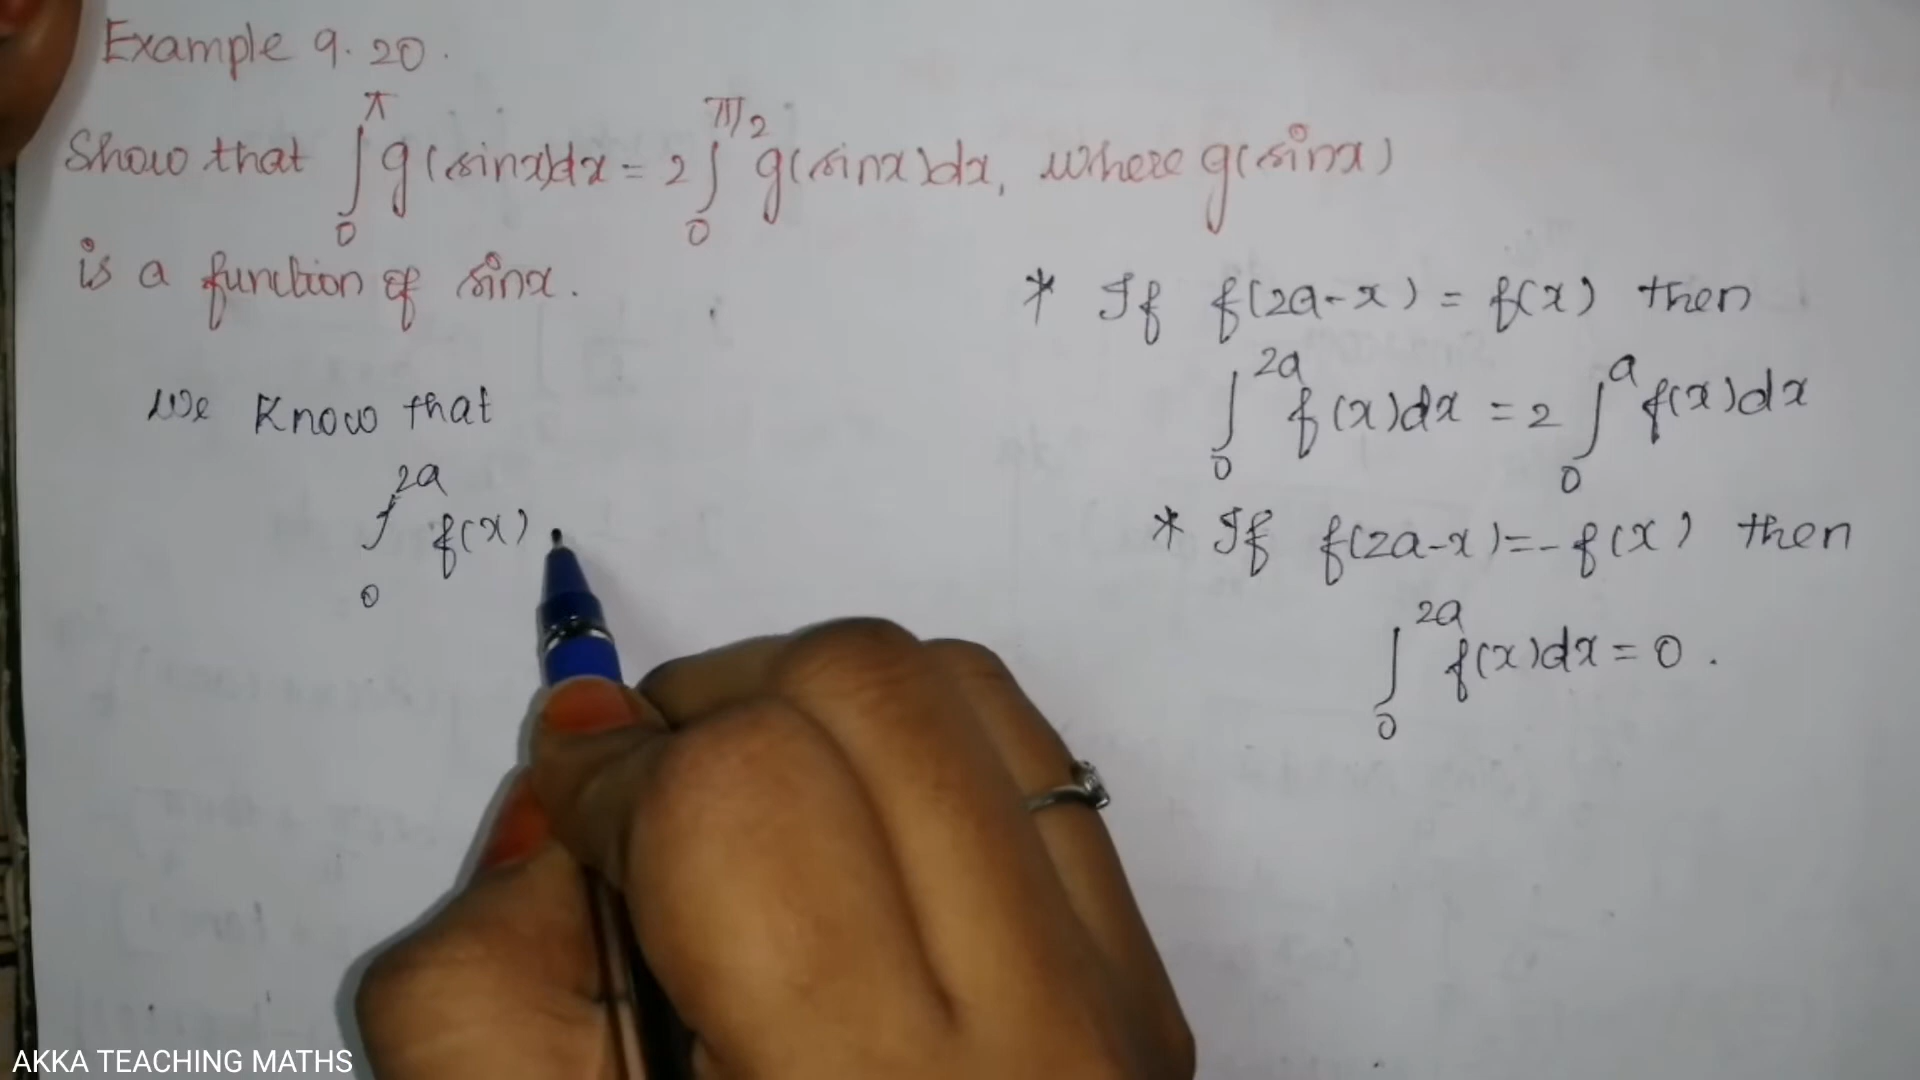 Example 9.20.
Show that ∫₀^π g(sinx)dx = 2∫₀^π/2 g(sinx)dx, where g(sinx)
is a function of sinx.
* If f(2a-x) = f(x) then
∫₀^2a f(x)dx = 2∫₀^a f(x)dx
* If f(2a-x)=-f(x) then
∫₀^2a f(x)dx = 0.
We Know that
∫₀^2a f(x)
AKKA TEACHING MATHS